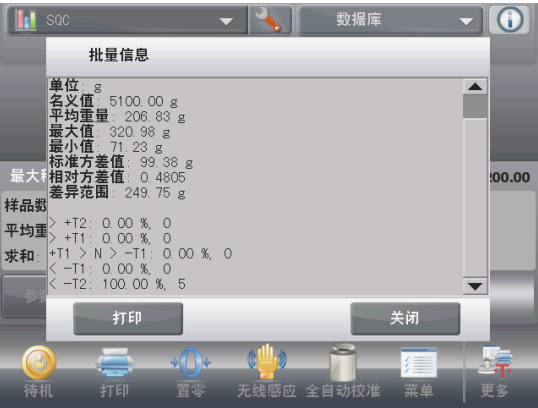 SQC
数据库
批量信息
单位: g
名义值: 5100.00 g
平均重量: 206.83 g
最大值: 320.98 g
最小值: 71.23 g
标准方差值: 99.38 g
相对方差值: 0.4805
差异范围: 249.75 g
> +T2: 0.00 %, 0
> +T1: 0.00 %, 0
+T1 > N > -T1: 0.00 %, 0
< -T1: 0.00 %, 0
< -T2: 100.00 %, 5
最大
200.00
样品数
平均重
求和:
打印
关闭
待机
打印
置零
无线感应
全自动校准
菜单
更多